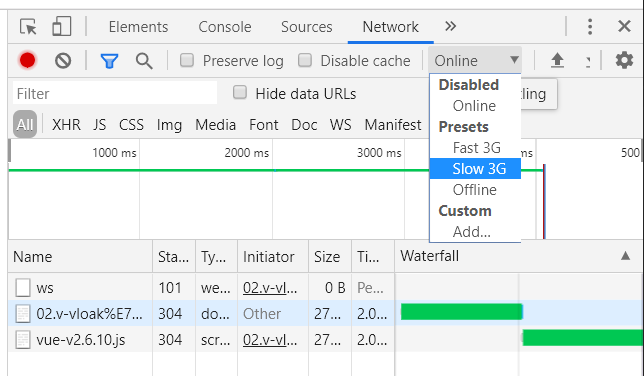 Elements Console Sources Network »
Preserve log Disable cache Online
Filter Hide data URLs
Disabled
Online
Presets
Fast 3G
Slow 3G
Offline
Custom
Add...
All XHR JS CSS Img Media Font Doc WS Manifest
1000 ms 2000 ms 3000 ms ms 500
Name Sta... Ty... Initiator Size Ti... Waterfall
ws 101 we... 02.v-vl... 0 B Pe...
02.v-vloak%E7... 304 do... Other 27... 2.0...
vue-v2.6.10.js 304 scr... 02.v-vl... 27... 2.0...